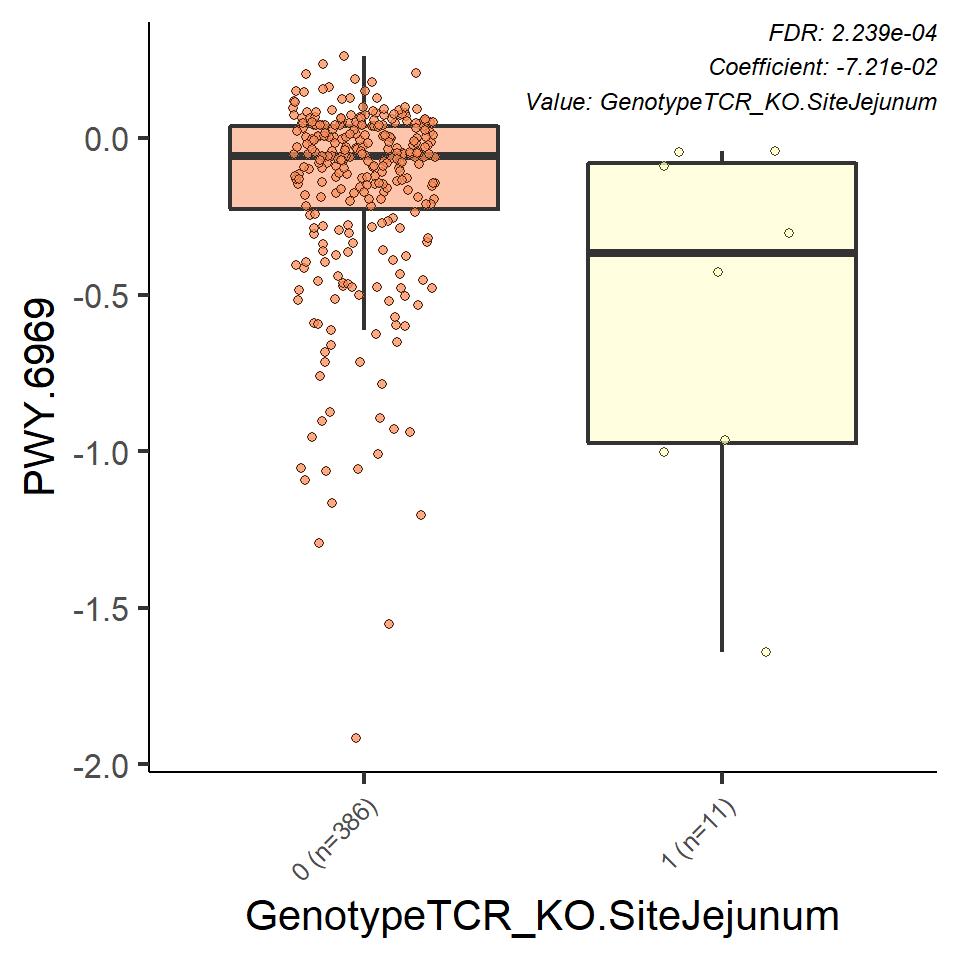 FDR: 2.239e-04
Coefficient: -7.21e-02
Value: GenotypeTCR_KO.SiteJejunum
PWY.6969
0.0
-0.5
-1.0
-1.5
-2.0
0 (n=386)
1 (n=11)
GenotypeTCR_KO.SiteJejunum